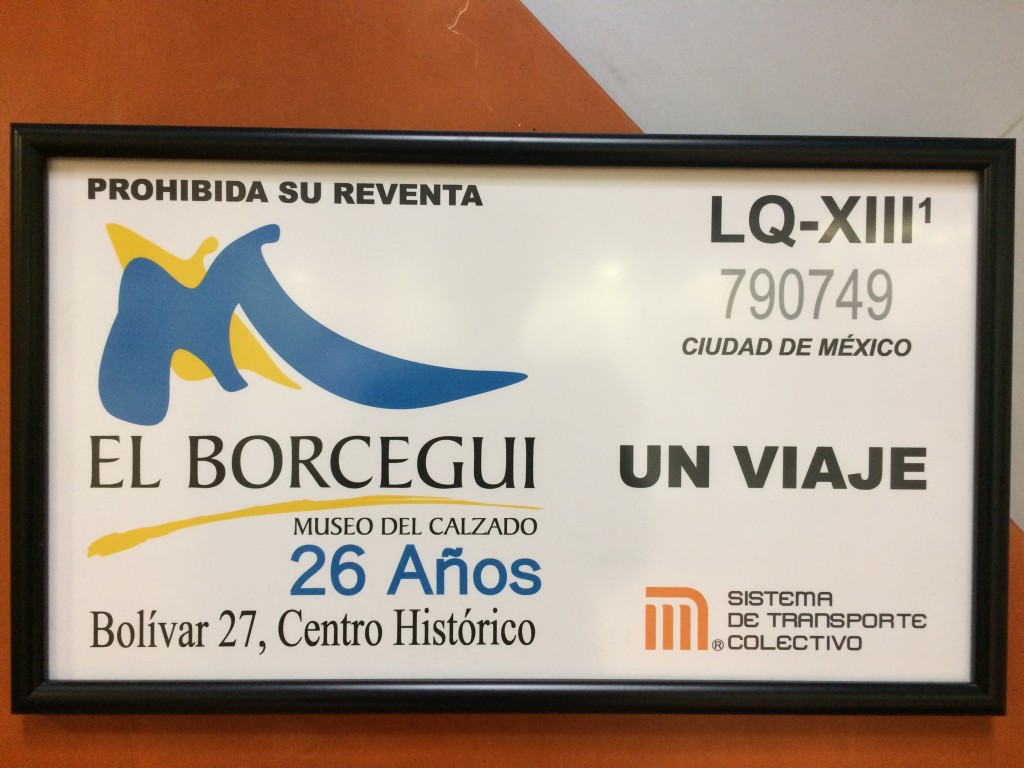 PROHIBIDA SU REVENTA
EL BORCEGUI
MUSEO DEL CALZADO
26 Años
Bolívar 27, Centro Histórico
LQ-XIII¹
790749
CIUDAD DE MÉXICO
UN VIAJE
® SISTEMA
DE TRANSPORTE
COLECTIVO